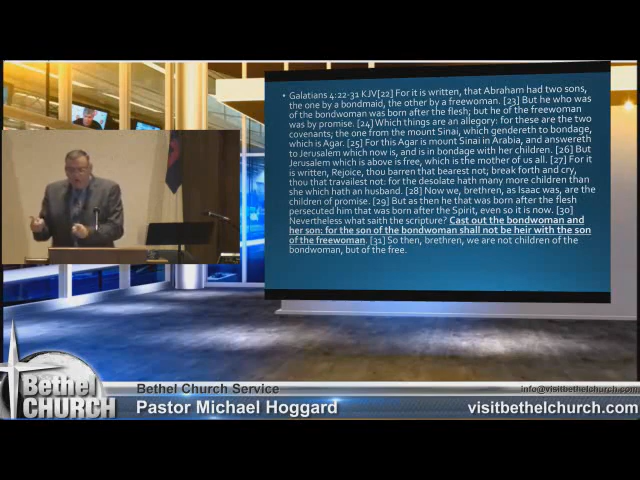 • Galatians 4:22-31 KJV[22] For it is written, that Abraham had two sons,
the one by a bondmaid, the other by a freewoman. [23] But he who was
of the bondwoman was born after the flesh; but he of the freewoman
was by promise. [24] Which things are an allegory: for these are the two
covenants; the one from the mount Sinai, which gendereth to bondage,
which is Agar. [25] For this Agar is mount Sinai in Arabia, and answereth
to Jerusalem which now is, and is in bondage with her children. [26] But
Jerusalem which is above is free, which is the mother of us all. [27] For it
is written, Rejoice, thou barren that bearest not; break forth and cry,
thou that travailest not: for the desolate hath many more children than
she which hath an husband. [28] Now we, brethren, as Isaac was, are the
children of promise. [29] But as then he that was born after the flesh
persecuted him that was born after the Spirit, even so it is now. [30]
Nevertheless what saith the scripture? Cast out the bondwoman and
her son: for the son of the bondwoman shall not be heir with the son
of the freewoman. [31] So then, brethren, we are not children of the
bondwoman, but of the free.
Bethel
CHURCH
Bethel Church Service
info@visitbethelchurch.com
Pastor Michael Hoggard
visitbethelchurch.com